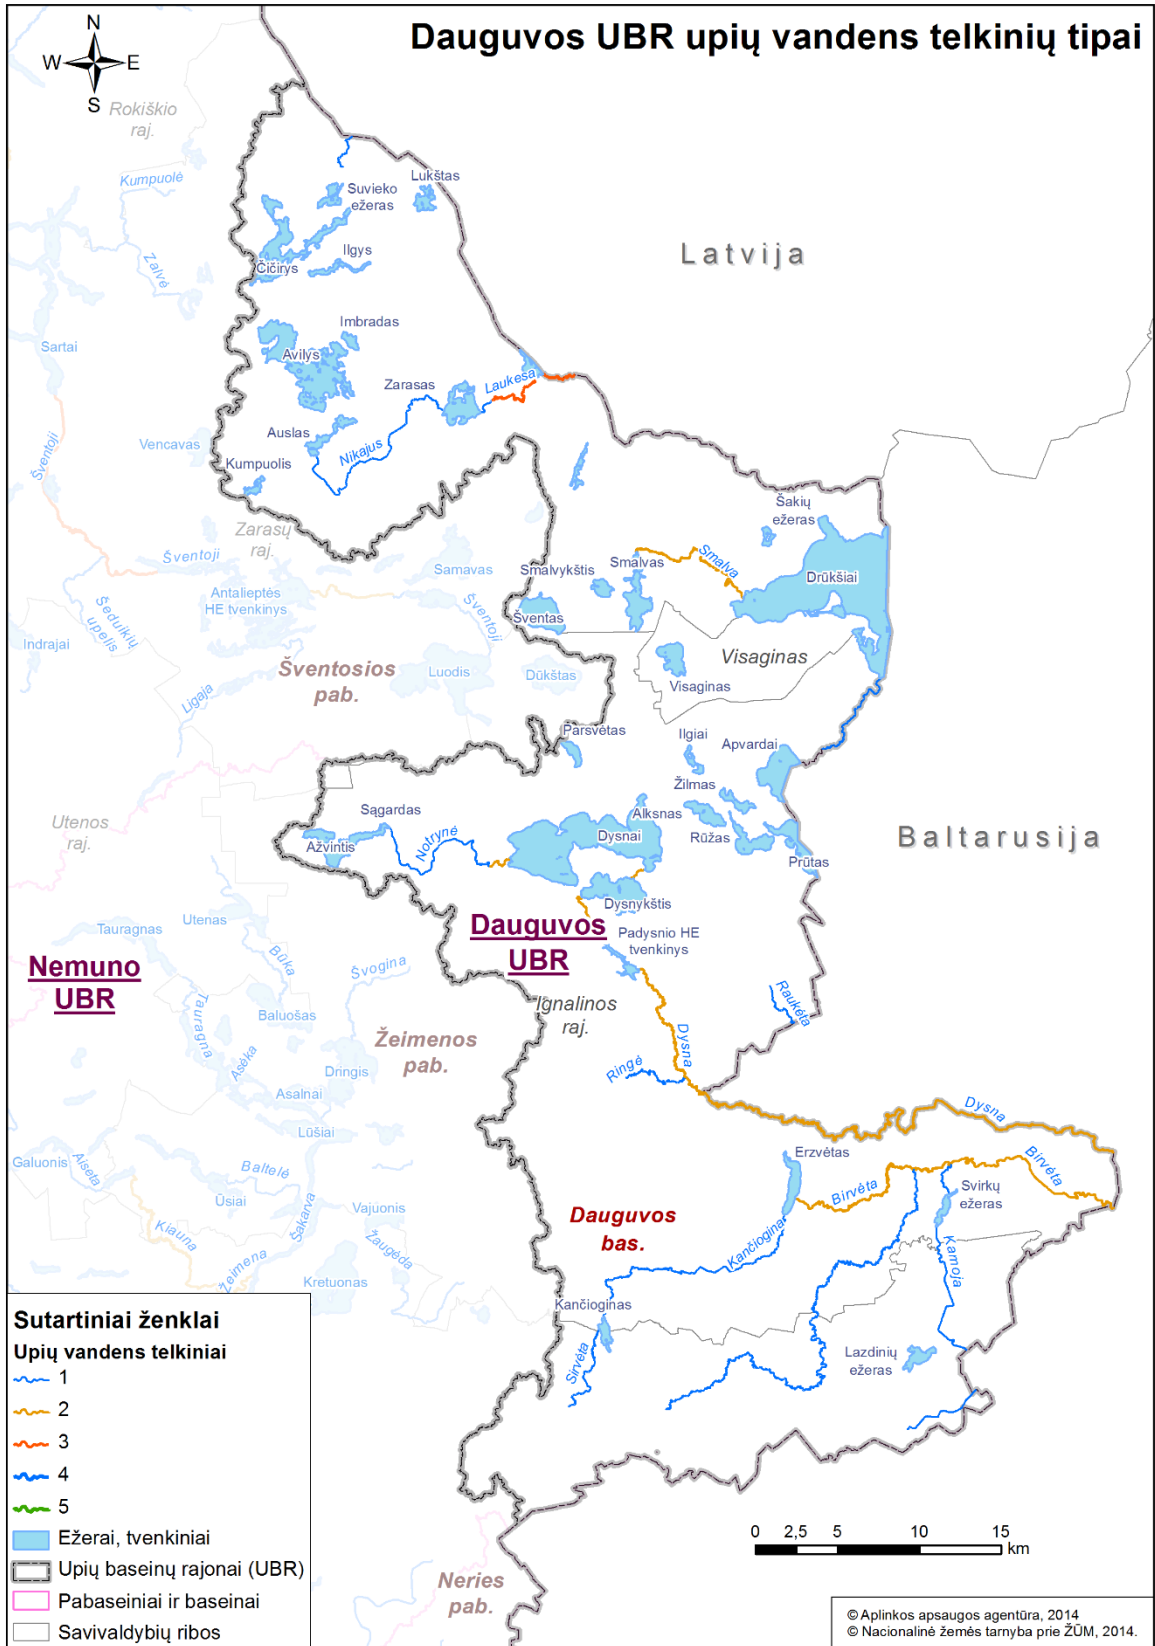 Dauguvos UBR upių vandens telkinių tipai
N
W
E
S
Rokiškio
raj.
Kumpuolė
Zalvė
Sartai
Šventoji
Vencavas
Suvieko
ežeras
Lukštas
Ilgys
Čičirys
Latvija
Imbradas
Avilys
Zarasas
Laukesa
Auslas
Nikajus
Kumpuolis
Zarasų
raj.
Šventoji
Antalieptės
HE tvenkinys
Samavas
Šventoji
Šeduikių
upelis
Indrajai
Ligaja
Šventosios
pab.
Luodis
Dūkštas
Šakių
ežeras
Smalva
Smalvykštis
Smalvas
Drūkšiai
Šventas
Visaginas
Visaginas
Parsvėtas
Ilgiai
Apvardai
Žilmas
Alksnas
Sągardas
Ažvintis
Notrynė
Dysnai
Rūžas
Prūtas
Baltarusija
Utenos
raj.
Dysnykštis
Padysnio HE
tvenkinys
Dauguvos
UBR
Nemuno
UBR
Utenas
Tauragnas
Būka
Švogina
Baluošas
Tauragna
Asėka
Žeimenos
pab.
Dringis
Asalnai
Lūšiai
Ignalinos
raj.
Raukėta
Dysna
Ringė
Dysna
Galuonis
Aiseta
Baltelė
Ūsiai
Kiauna
Šakarva
Vajuonis
Žeimena
Žaugėda
Kretuonas
Erzvėtas
Birvėta
Birvėta
Svirkų
ežeras
Dauguvos
bas.
Kančiogina
Kamoja
Kančioginas
Sirvėta
Lazdinių
ežeras
Neries
pab.
Sutartiniai ženklai
Upių vandens telkiniai
1
2
3
4
5
Ežerai, tvenkiniai
Upių baseinų rajonai (UBR)
Pabaseiniai ir baseinai
Savivaldybių ribos
0 2,5 5 10 15
km
© Aplinkos apsaugos agentūra, 2014
© Nacionalinė žemės tarnyba prie ŽŪM, 2014.